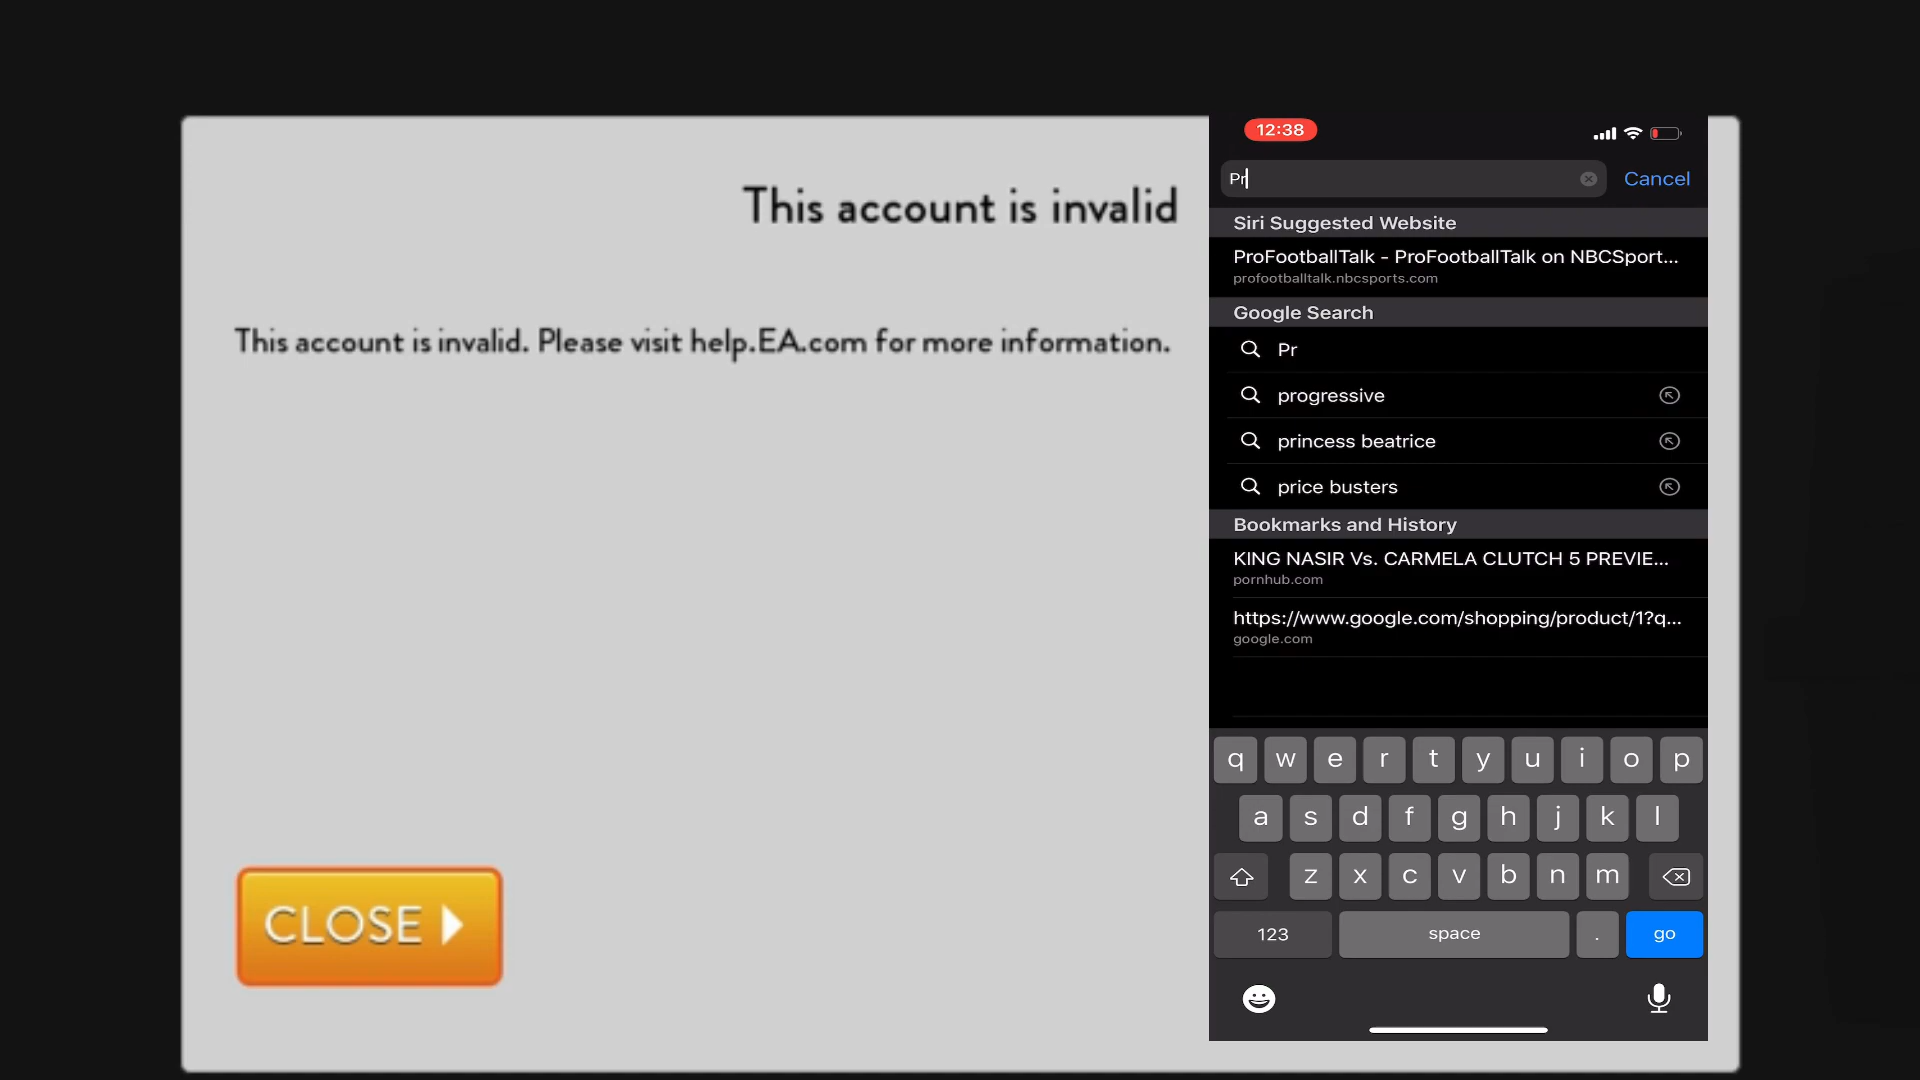 This account is invalid
This account is invalid. Please visit help.EA.com for more information.
CLOSE
12:38
Pr
Cancel
Siri Suggested Website
ProFootballTalk - ProFootballTalk on NBCSport...
profootballtalk.nbcsports.com
Google Search
Pr
progressive
princess beatrice
price busters
Bookmarks and History
KING NASIR Vs. CARMELA CLUTCH 5 PREVIE...
pornhub.com
https://www.google.com/shopping/product/1?q...
google.com
q w e r t y u i o p
a s d f g h j k l
z x c v b n m
123 space . go